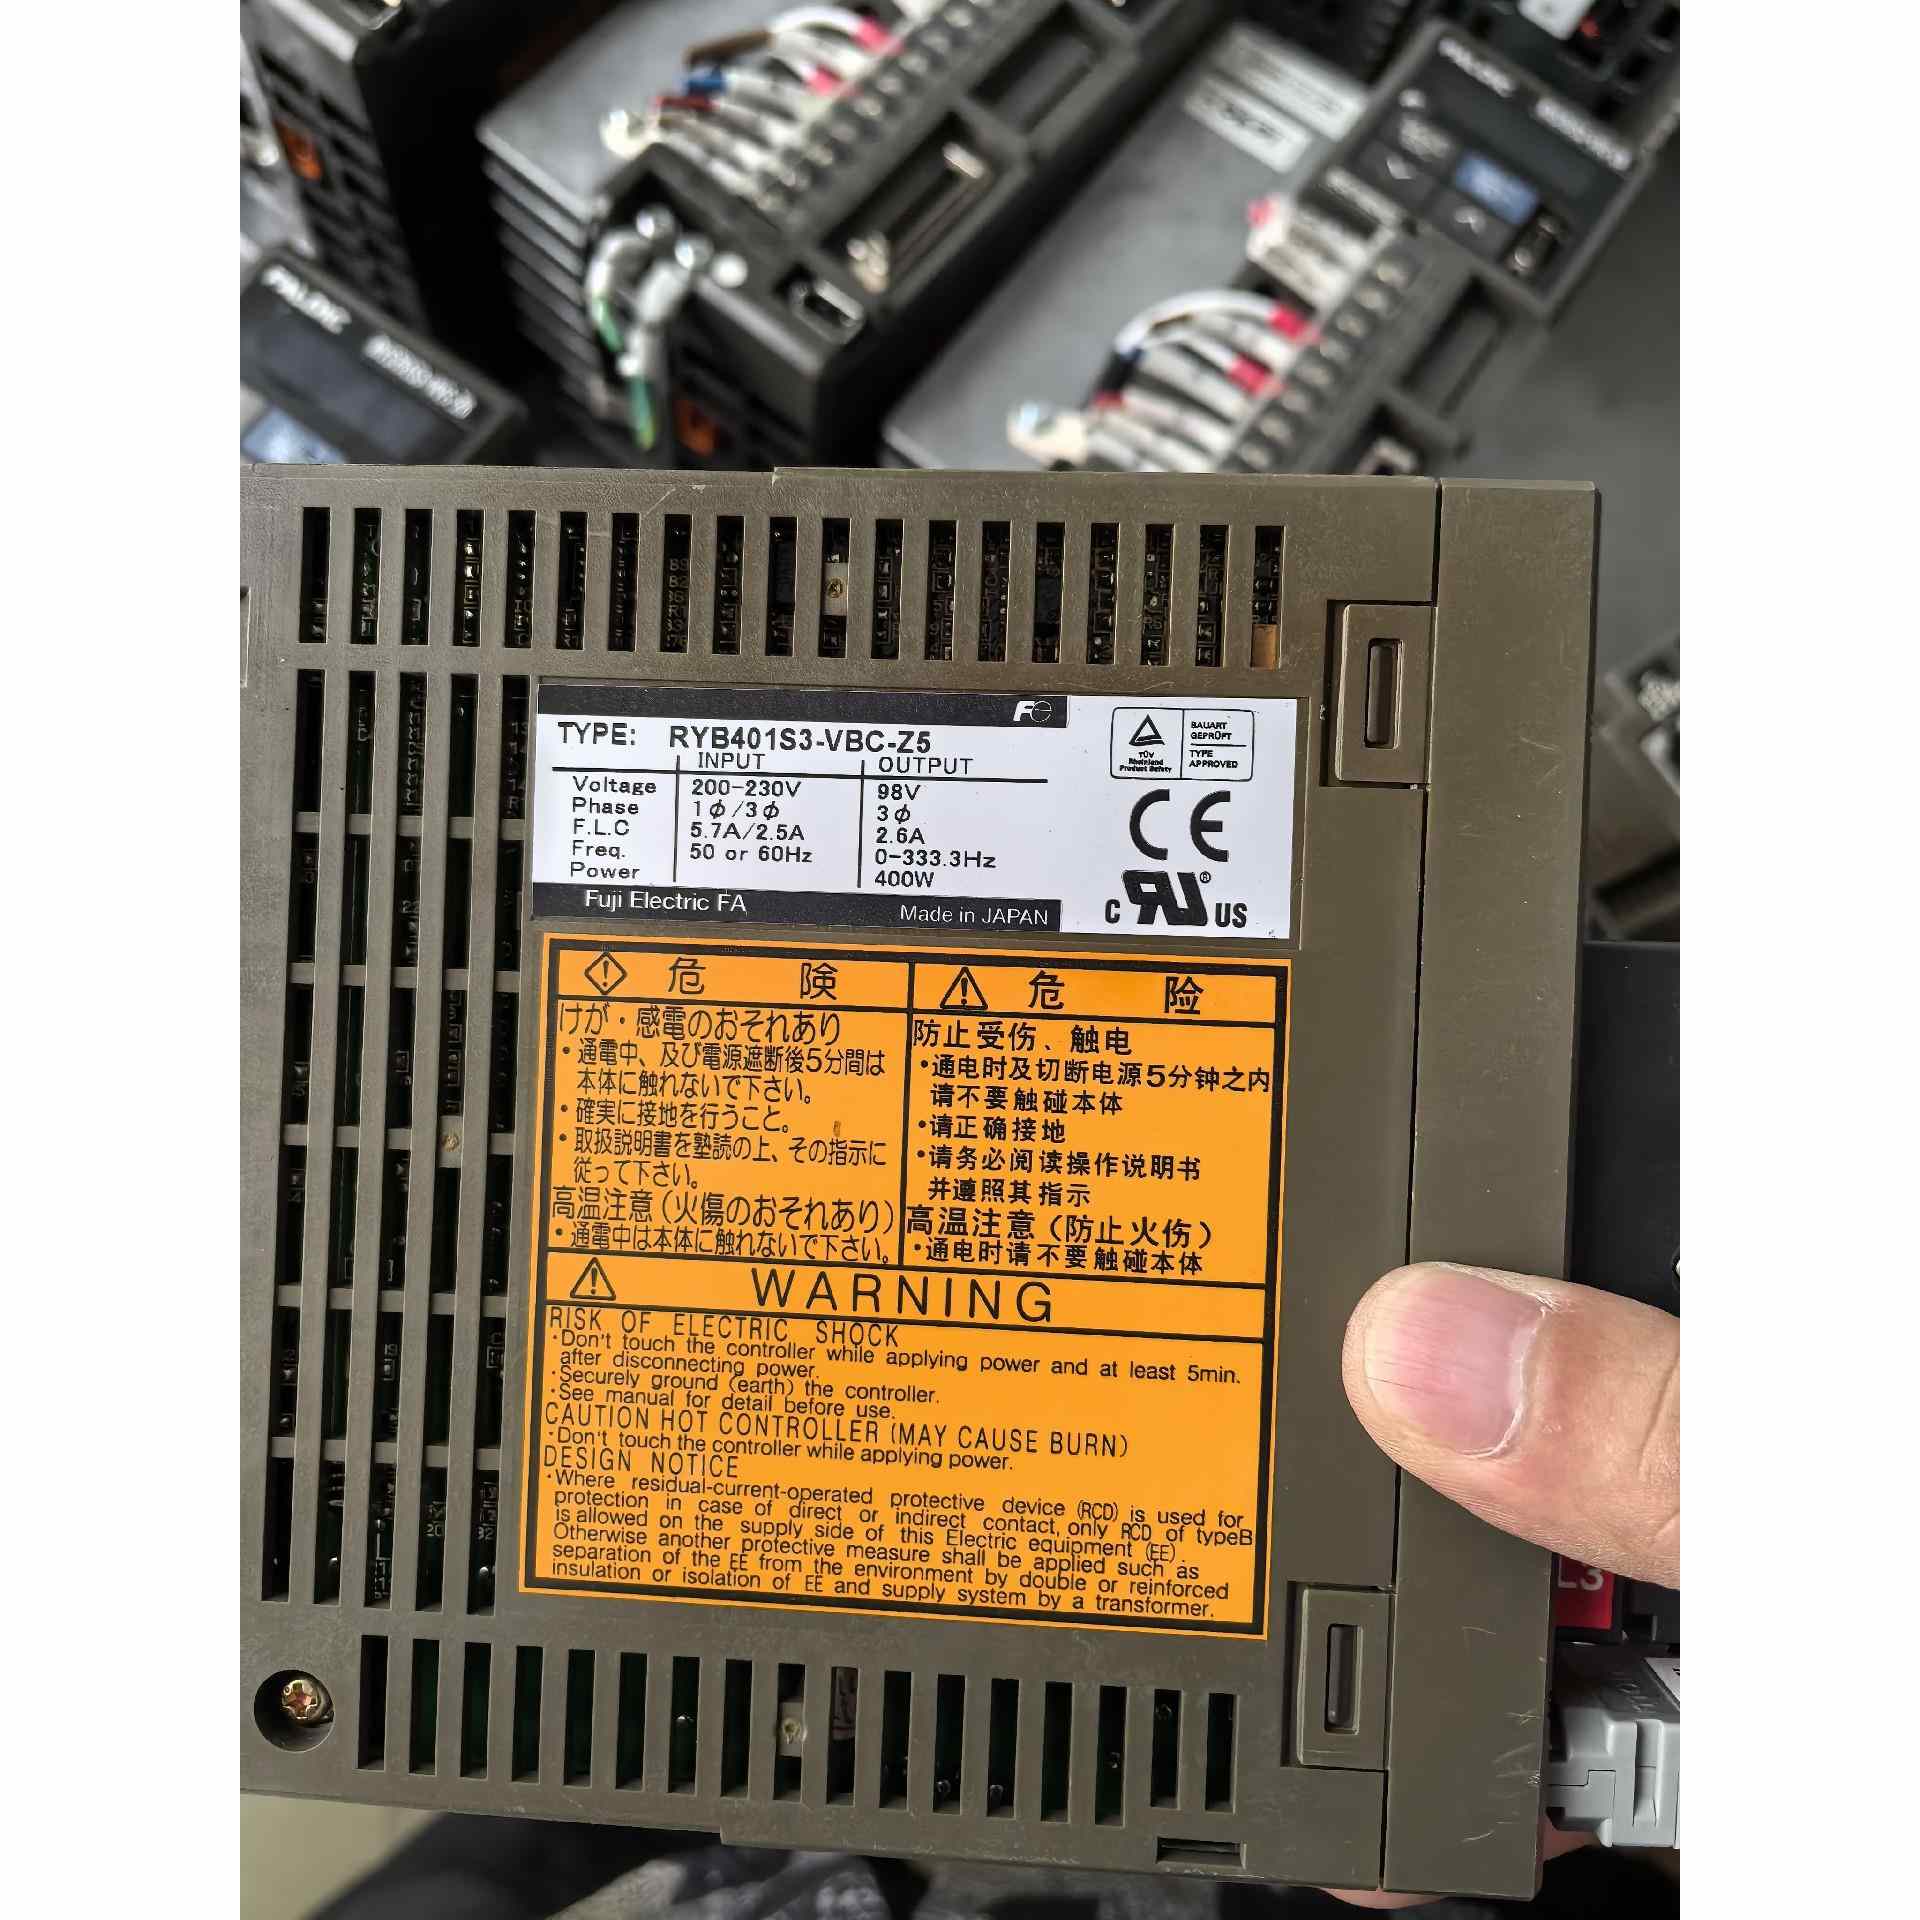 PALDIC
PALDIC
Fe
TYPE: RYB401S3-VBC-Z5
INPUT OUTPUT
Voltage 200-230V 98V
Phase 1ϕ/3ϕ 3ϕ
F.L.C 5.7A/2.5A 2.6A
Freq. 50 or 60Hz 0-333.3Hz
Power 400W
Fuji Electric FA Made in JAPAN
TÜV
Rheinland
Product Safety
BAUART
GEPRÜFT
TYPE
APPROVED
CE
C RU ® US
危 険
けが・感電のおそれあり
・通電中、及び電源遮断後5分間は
本体に触れないで下さい。
・確実に接地を行うこと。
・取扱説明書を塾読の上、その指示に
従って下さい。
高温注意(火傷のおそれあり)
・通電中は本体に触れないで下さい。
危 险
防止受伤、触电
・通电时及切断电源5分钟之内
请不要触碰本体
・请正确接地
・请务必阅读操作说明书
并遵照其指示
高温注意(防止火伤)
・通电时请不要触碰本体
WARNING
RISK OF ELECTRIC SHOCK
・Don't touch the controller while applying power and at least 5min.
after disconnecting power.
・Securely ground (earth) the controller.
・See manual for detail before use.
CAUTION HOT CONTROLLER (MAY CAUSE BURN)
・Don't touch the controller while applying power.
DESIGN NOTICE
・Where residual-current-operated protective device (RCD) is used for
protection in case of direct or indirect contact, only RCD of typeB
is allowed on the supply side of this Electric equipment (EE).
Otherwise another protective measure shall be applied such as
separation of the EE from the environment by double or reinforced
insulation or isolation of EE and supply system by a transformer.
L3